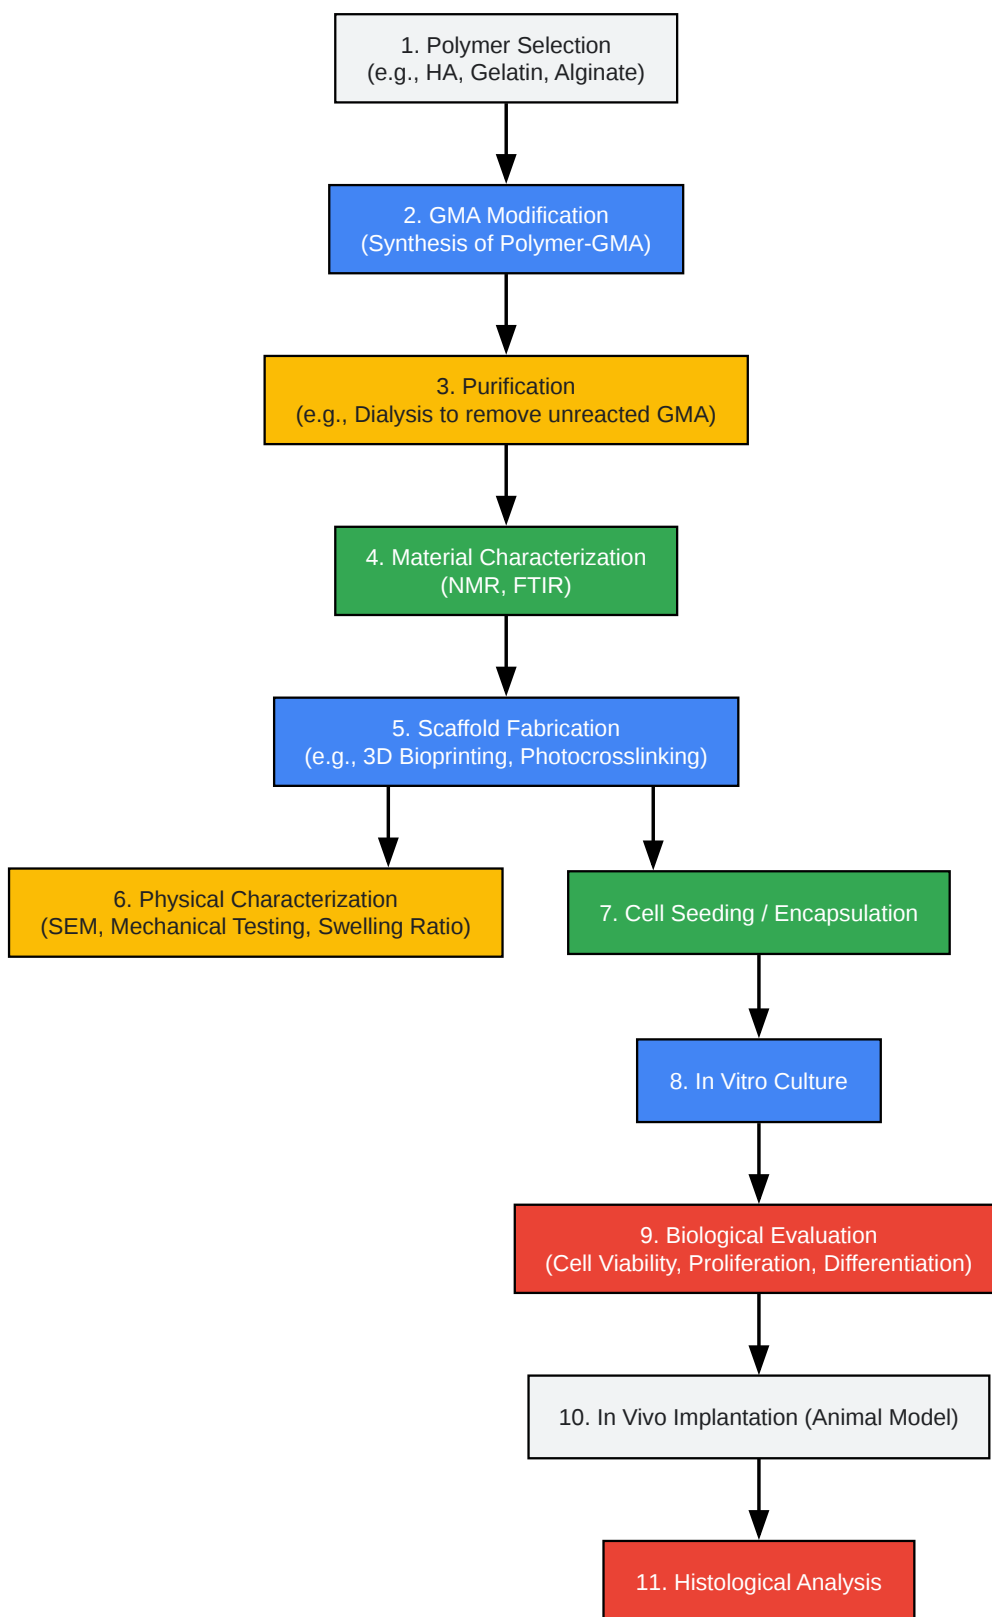 1. Polymer Selection
(e.g., HA, Gelatin, Alginate)
2. GMA Modification
(Synthesis of Polymer-GMA)
3. Purification
(e.g., Dialysis to remove unreacted GMA)
4. Material Characterization
(NMR, FTIR)
5. Scaffold Fabrication
(e.g., 3D Bioprinting, Photocrosslinking)
6. Physical Characterization
(SEM, Mechanical Testing, Swelling Ratio)
7. Cell Seeding / Encapsulation
8. In Vitro Culture
9. Biological Evaluation
(Cell Viability, Proliferation, Differentiation)
10. In Vivo Implantation (Animal Model)
11. Histological Analysis